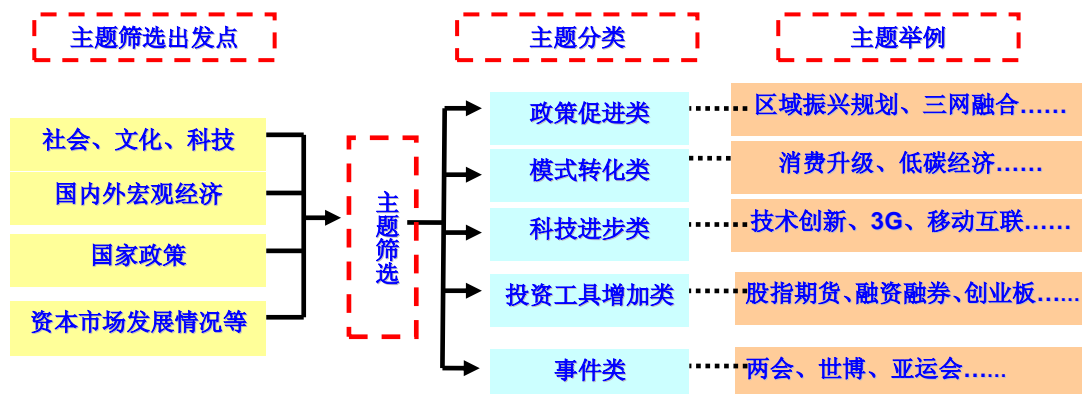 主题筛选出发点
主题分类
主题举例
社会、文化、科技
国内外宏观经济
国家政策
资本市场发展情况等
主题筛选
政策促进类
区域振兴规划、三网融合……
模式转化类
消费升级、低碳经济……
科技进步类
技术创新、3G、移动互联……
投资工具增加类
股指期货、融资融券、创业板……
事件类
两会、世博、亚运会……